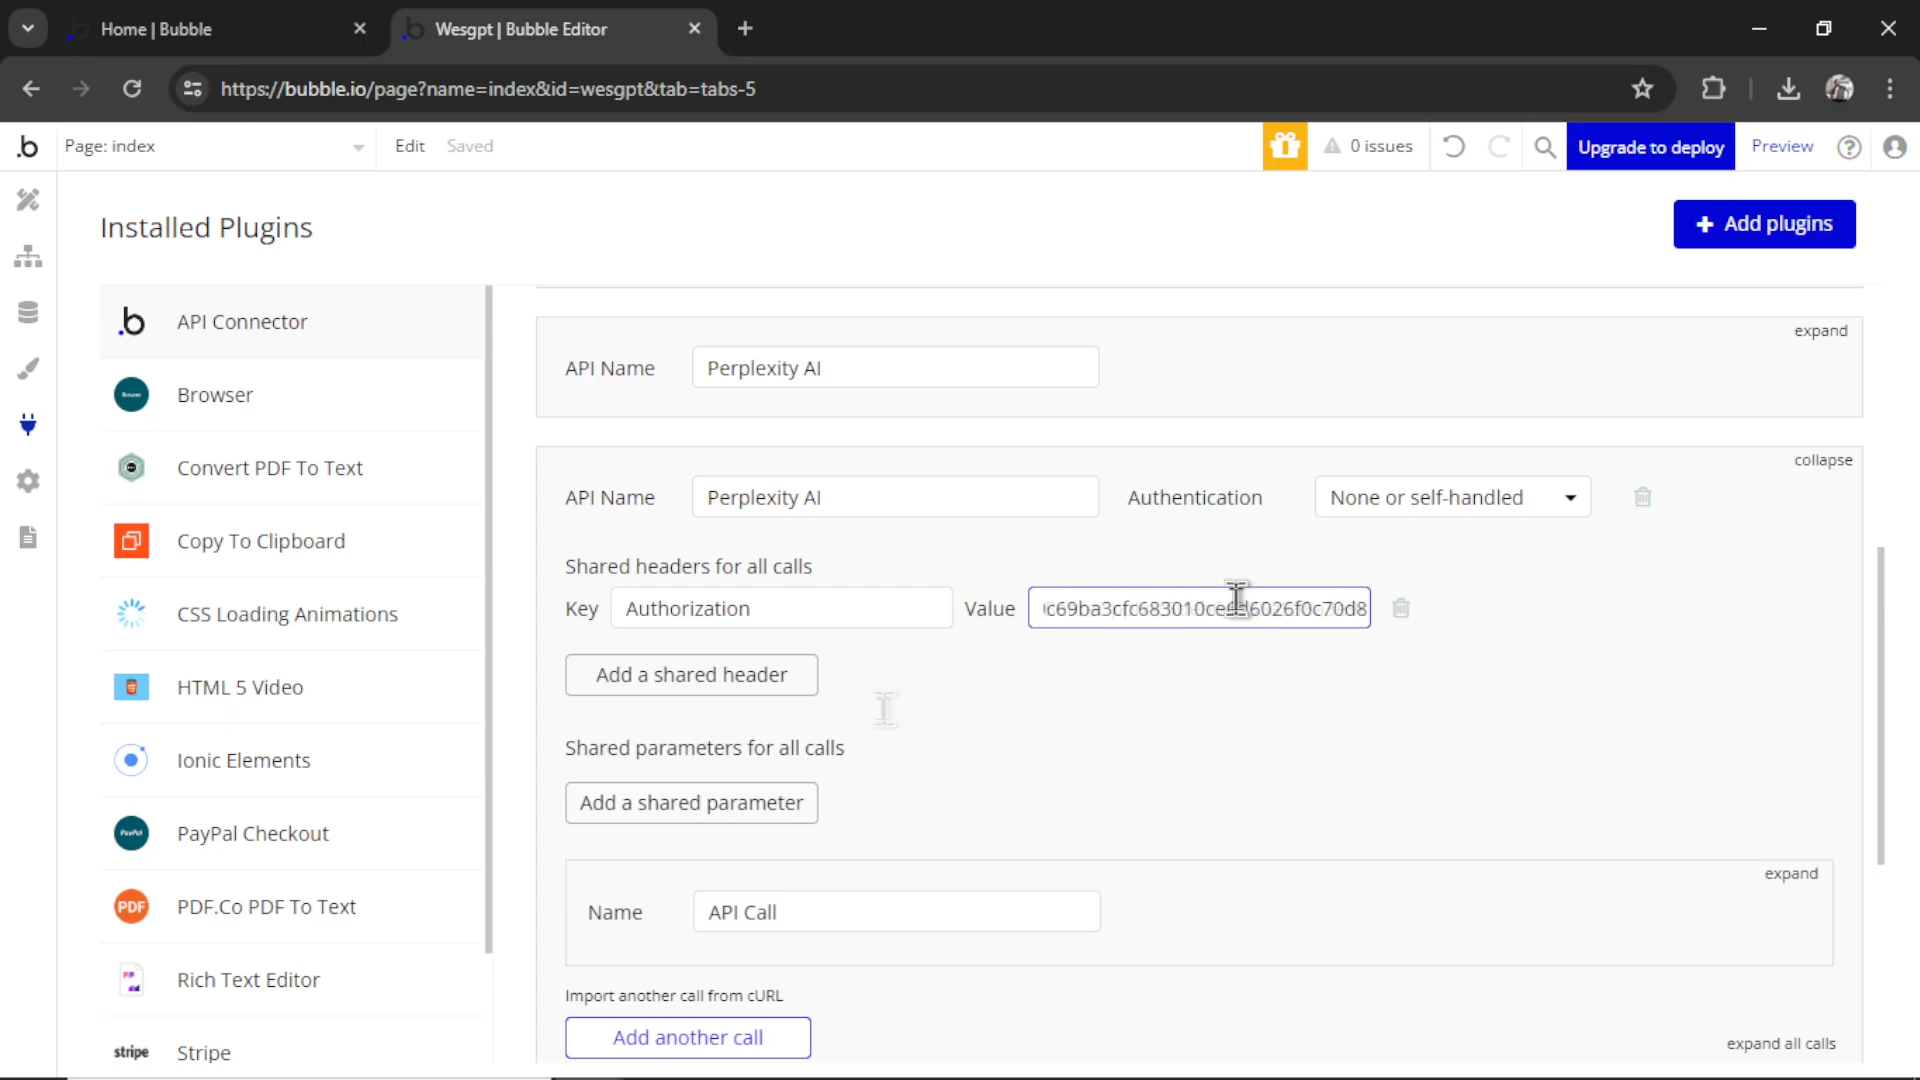 Home | Bubble
Wesgpt | Bubble Editor
https://bubble.io/page?name=index&id=wesgpt&tab=tabs-5
Page: index
Edit
Saved
0 issues
Upgrade to deploy
Preview
Installed Plugins
Add plugins
API Connector
Browser
Convert PDF To Text
Copy To Clipboard
CSS Loading Animations
HTML 5 Video
Ionic Elements
PayPal Checkout
PDF.Co PDF To Text
Rich Text Editor
stripe Stripe
expand
API Name Perplexity AI
collapse
API Name Perplexity AI Authentication None or self-handled
Shared headers for all calls
Key Authorization Value
Add a shared header
Shared parameters for all calls
Add a shared parameter
expand
Name API Call
Import another call from cURL
Add another call
expand all calls